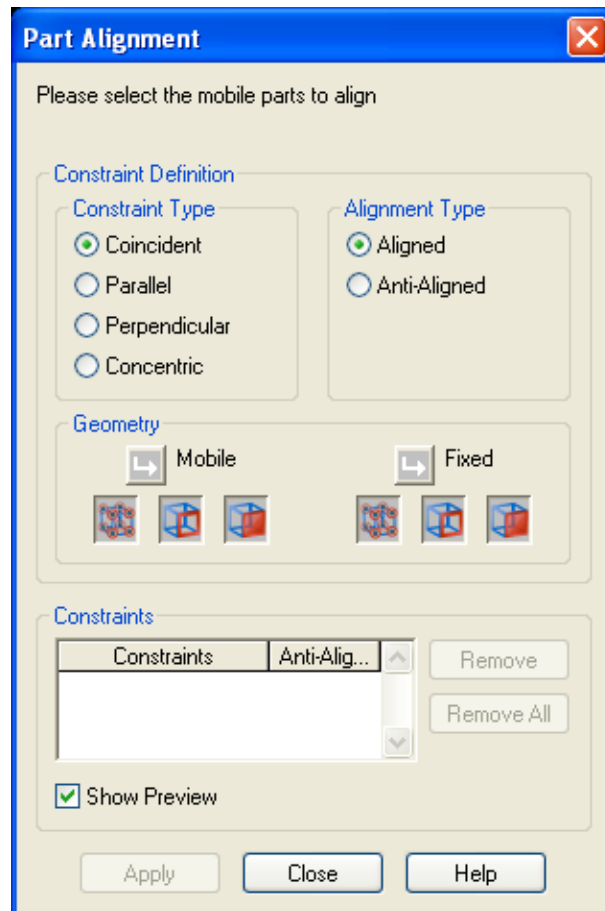 Part Alignment
Please select the mobile parts to align
Constraint Definition
Constraint Type
Coincident
Parallel
Perpendicular
Concentric
Alignment Type
Aligned
Anti-Aligned
Geometry
Mobile
Fixed
Constraints
Constraints Anti-Alig...
Remove
Remove All
Show Preview
Apply Close Help